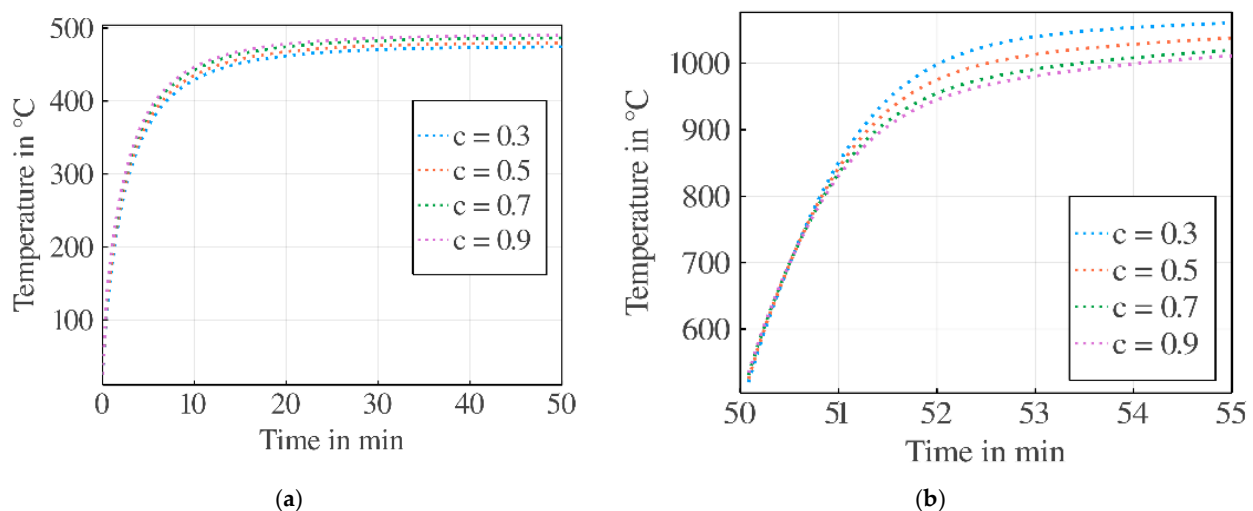 500
400
300
200
100
0
10
20
30
40
50
Temperature in °C
Time in min
c = 0.3
c = 0.5
c = 0.7
c = 0.9
(a)
1000
900
800
700
600
50
51
52
53
54
55
Temperature in °C
Time in min
c = 0.3
c = 0.5
c = 0.7
c = 0.9
(b)